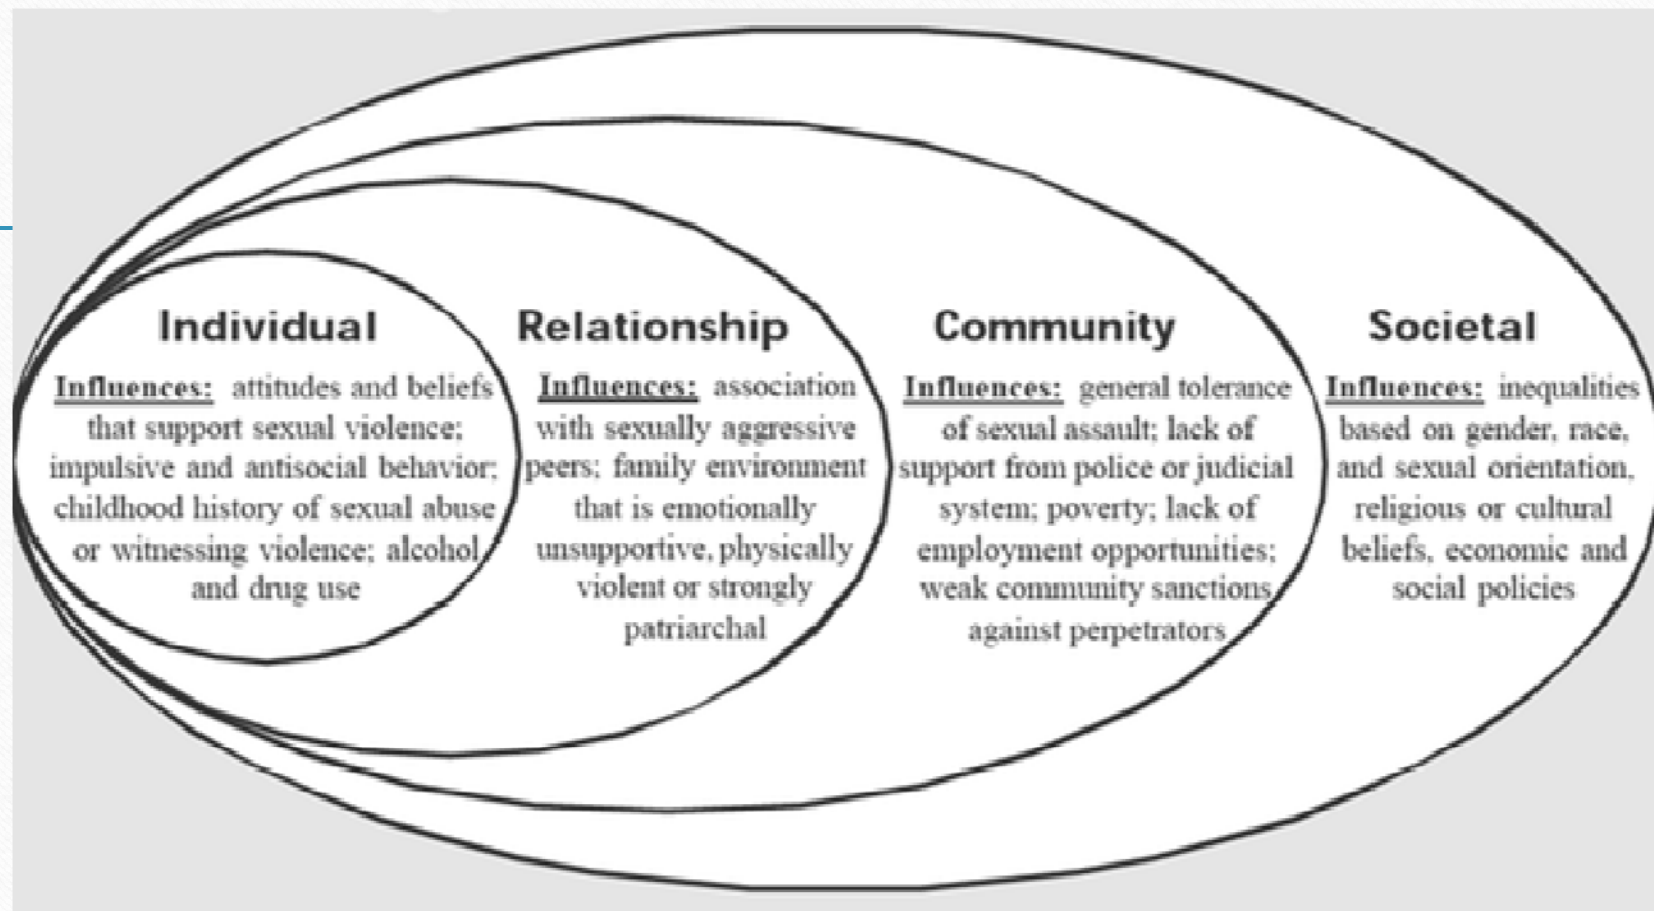 Individual
Influences: attitudes and beliefs
that support sexual violence;
impulsive and antisocial behavior;
childhood history of sexual abuse
or witnessing violence; alcohol
and drug use
Relationship
Influences: association
with sexually aggressive
peers; family environment
that is emotionally
unsupportive, physically
violent or strongly
patriarchal
Community
Influences: general tolerance
of sexual assault; lack of
support from police or judicial
system; poverty; lack of
employment opportunities;
weak community sanctions
against perpetrators
Societal
Influences: inequalities
based on gender, race,
and sexual orientation,
religious or cultural
beliefs, economic and
social policies